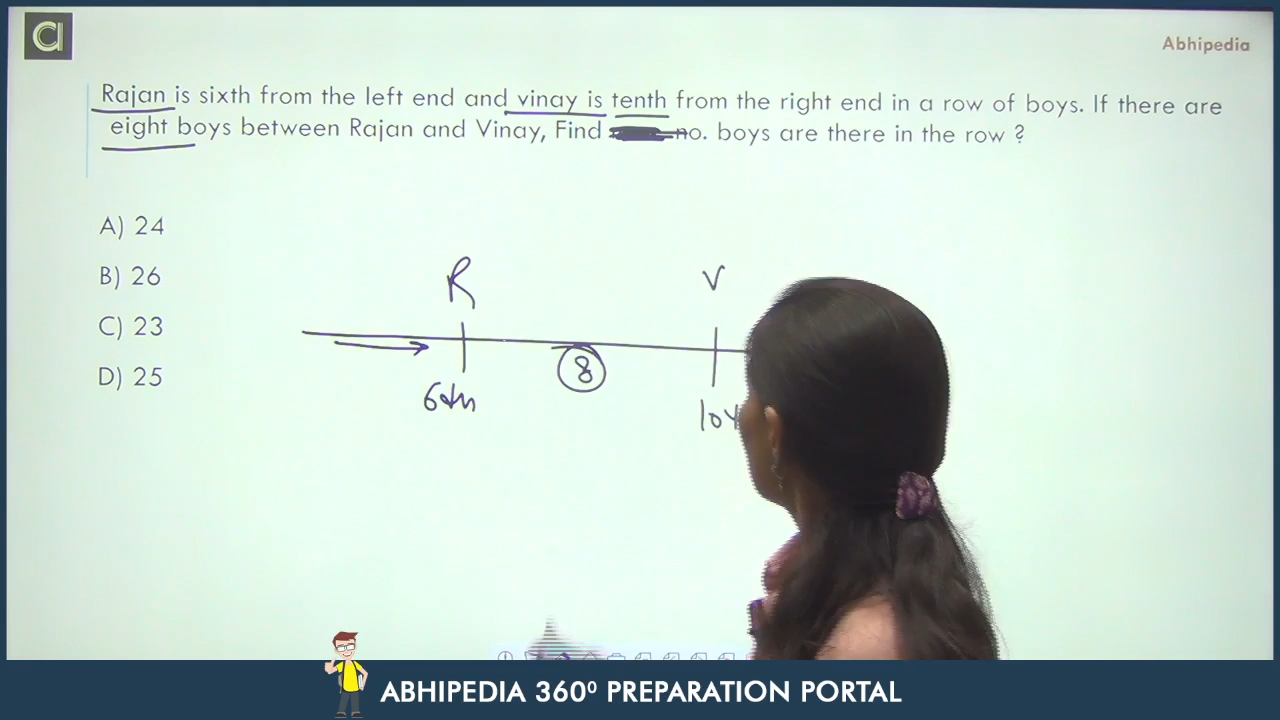 Abhipedia
Rajan is sixth from the left end and vinay is tenth from the right end in a row of boys. If there are
eight boys between Rajan and Vinay, Find no. boys are there in the row ?
A) 24
B) 26
C) 23
D) 25
R V
8
6th 10
ABHIPEDIA 360⁰ PREPARATION PORTAL